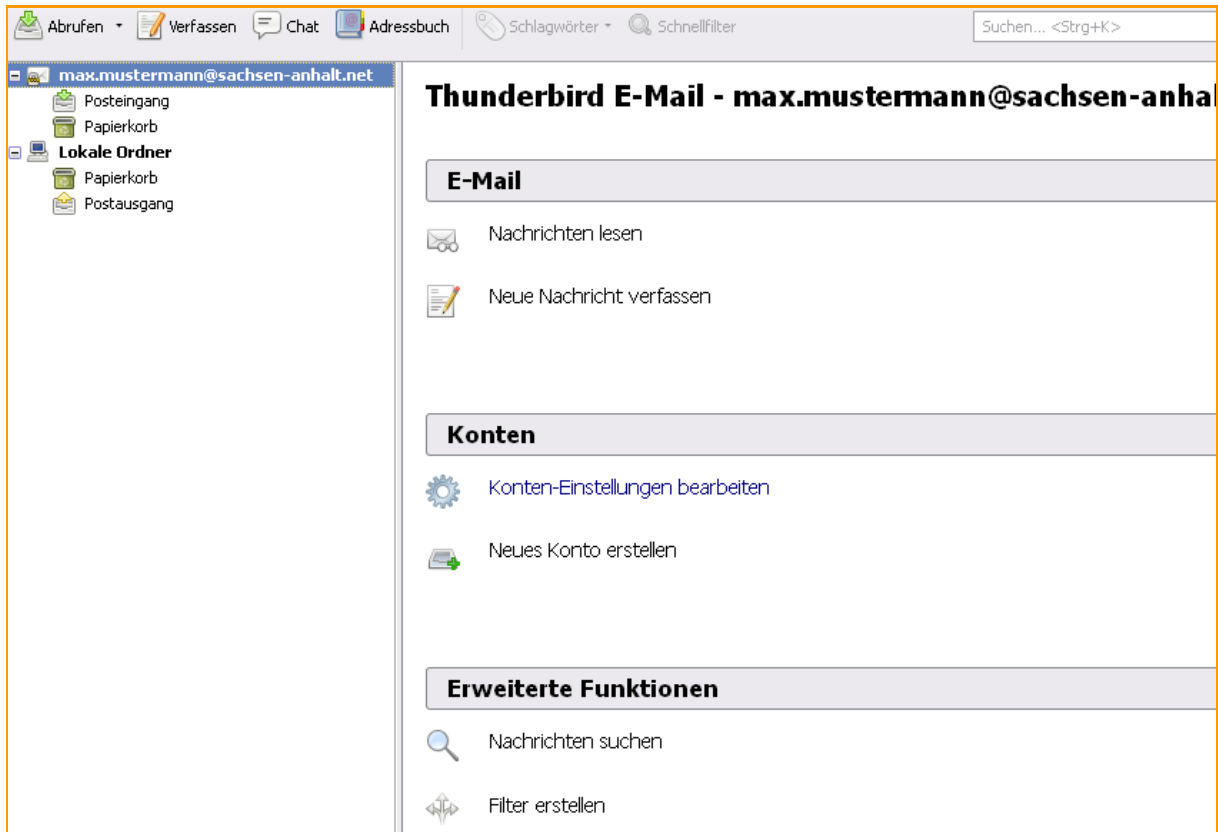 Abrufen Verfassen Chat Adressbuch Schlagwörter Schnellfilter Suchen... <Strg+K>
max.mustermann@sachsen-anhalt.net
Posteingang
Papierkorb
Lokale Ordner
Papierkorb
Postausgang
Thunderbird E-Mail - max.mustermann@sachsen-anhal
E-Mail
Nachrichten lesen
Neue Nachricht verfassen
Konten
Konten-Einstellungen bearbeiten
Neues Konto erstellen
Erweiterte Funktionen
Nachrichten suchen
Filter erstellen